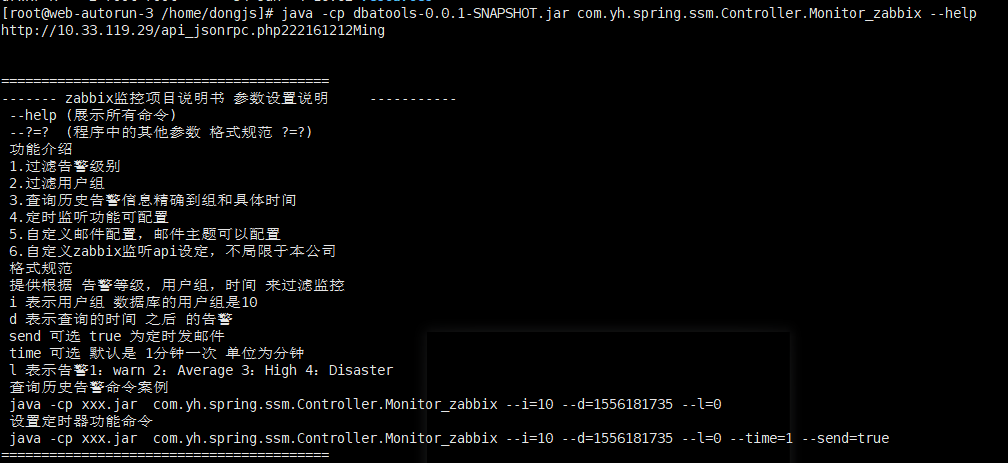 [root@web-autorun-3 /home/dongjs]# java -cp dbatools-0.0.1-SNAPSHOT.jar com.yh.spring.ssm.Controller.Monitor_zabbix --help
http://10.33.119.29/api_jsonrpc.php222161212Ming
========================================
------- zabbix监控项目说明书 参数设置说明     -----------
--help (展示所有命令)
--?=?  (程序中的其他参数 格式规范 ?=?)
功能介绍
1.过滤告警级别
2.过滤用户组
3.查询历史告警信息精确到组和具体时间
4.定时监听功能可配置
5.自定义邮件配置，邮件主题可以配置
6.自定义zabbix监听api设定，不局限于本公司
格式规范
提供根据 告警等级，用户组，时间 来过滤监控
i 表示用户组 数据库的用户组是10
d 表示查询的时间 之后 的告警
send 可选 true 为定时发邮件
time 可选 默认是 1分钟一次 单位为分钟
l 表示告警1：warn 2：Average 3：High 4：Disaster
查询历史告警命令案例
java -cp xxx.jar  com.yh.spring.ssm.Controller.Monitor_zabbix --i=10 --d=1556181735 --l=0
设置定时器功能命令
java -cp xxx.jar  com.yh.spring.ssm.Controller.Monitor_zabbix --i=10 --d=1556181735 --l=0 --time=1 --send=true
========================================